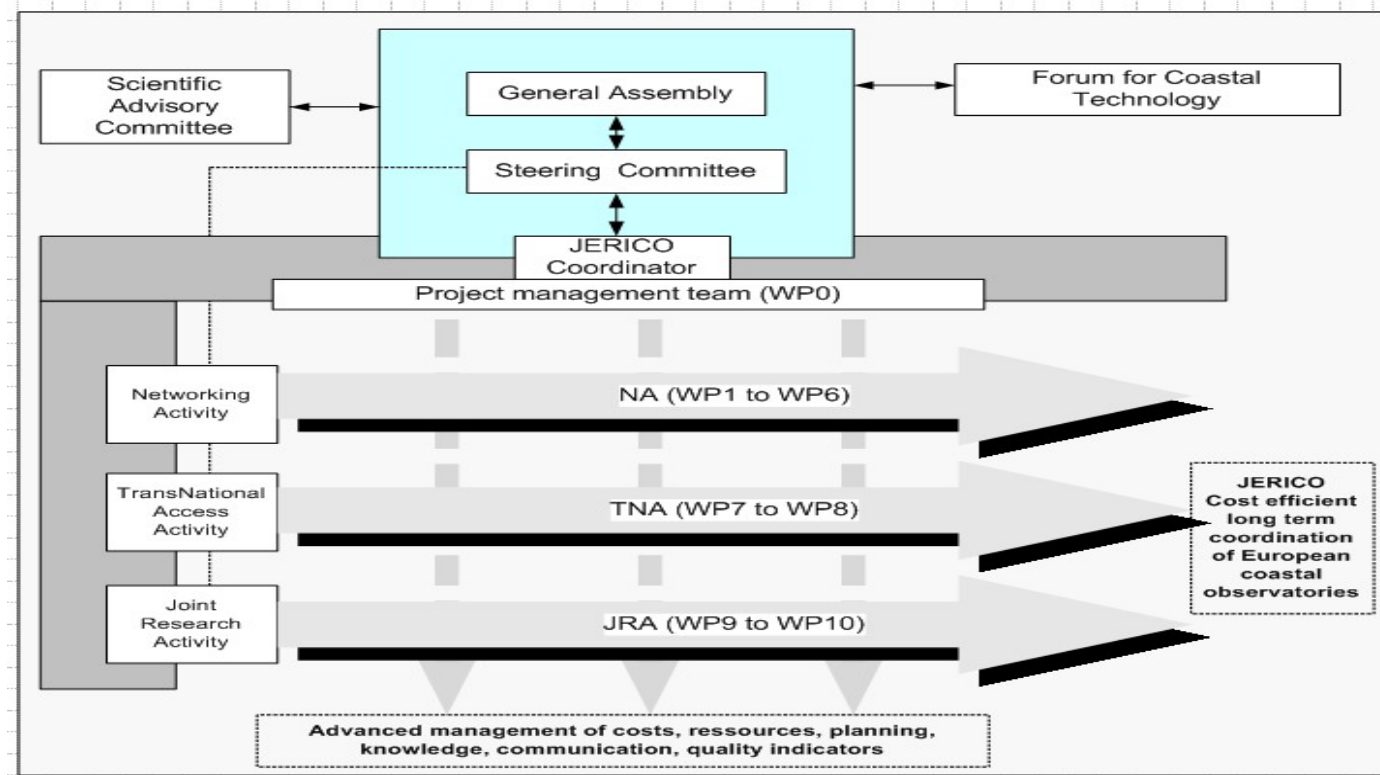 Scientific
Advisory
Committee
General Assembly
Forum for Coastal
Technology
Steering Committee
JERICO
Coordinator
Project management team (WP0)
Networking
Activity
NA (WP1 to WP6)
TransNational
Access
Activity
TNA (WP7 to WP8)
JERICO
Cost efficient
long term
coordination
of European
coastal
observatories
Joint
Research
Activity
JRA (WP9 to WP10)
Advanced management of costs, ressources, planning,
knowledge, communication, quality indicators